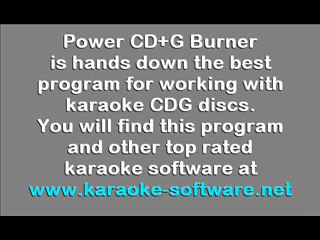 Power CD+G Burner
is hands down the best
program for working with
karaoke CDG discs.
You will find this program
and other top rated
karaoke software at
www.karaoke-software.net